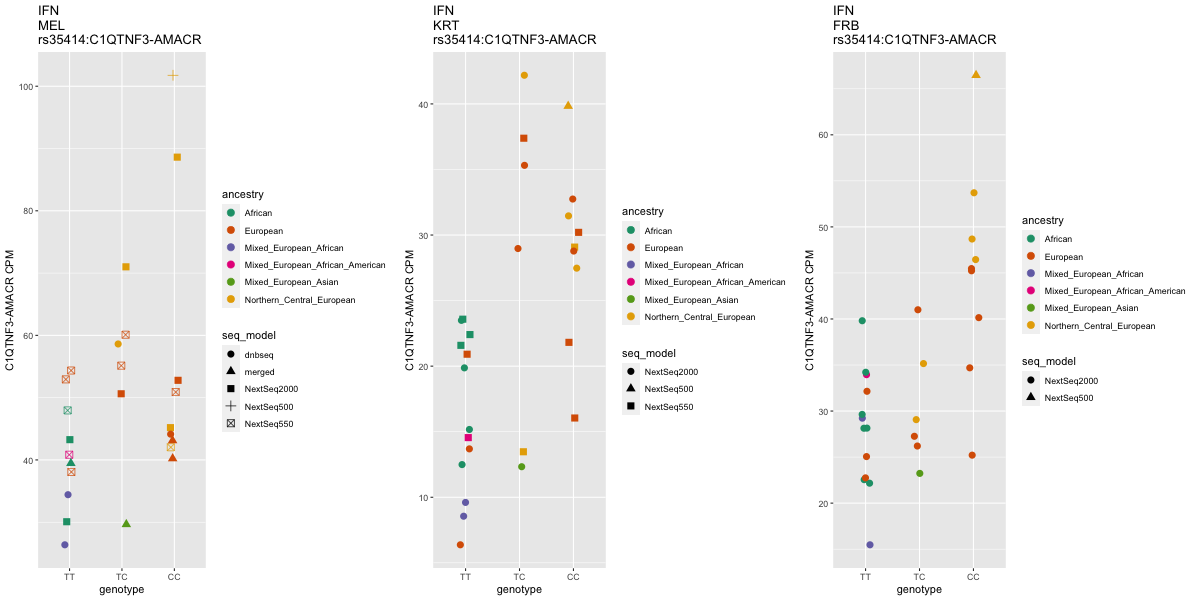 IFN
MEL
rs35414:C1QTNF3-AMACR
C1QTNF3-AMACR CPM
100
80
60
40
TT
TC
CC
genotype
ancestry
African
European
Mixed_European_African
Mixed_European_African_American
Mixed_European_Asian
Northern_Central_European
seq_model
dnbseq
merged
NextSeq2000
NextSeq500
NextSeq550
IFN
KRT
rs35414:C1QTNF3-AMACR
C1QTNF3-AMACR CPM
40
30
20
10
TT
TC
CC
genotype
ancestry
African
European
Mixed_European_African
Mixed_European_African_American
Mixed_European_Asian
Northern_Central_European
seq_model
NextSeq2000
NextSeq500
NextSeq550
IFN
FRB
rs35414:C1QTNF3-AMACR
C1QTNF3-AMACR CPM
60
50
40
30
20
TT
TC
CC
genotype
ancestry
African
European
Mixed_European_African
Mixed_European_African_American
Mixed_European_Asian
Northern_Central_European
seq_model
NextSeq2000
NextSeq500